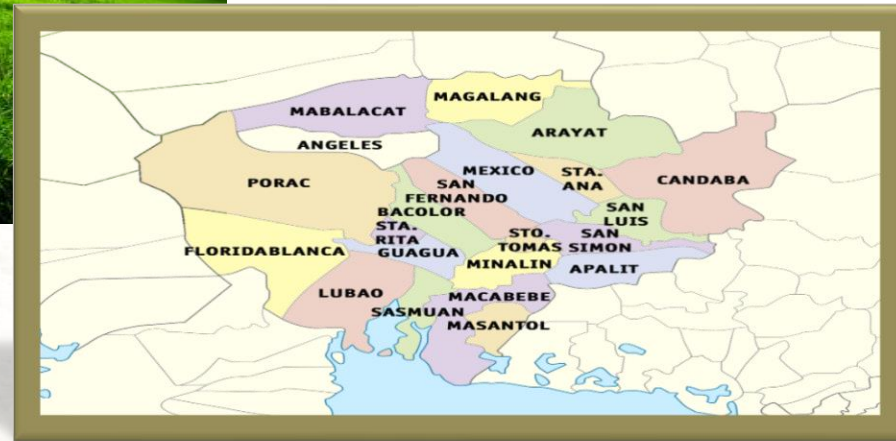 MAGALANG
MABALACAT
ARAYAT
ANGELES
MEXICO
STA.
ANA
CANDABA
PORAC
SAN
FERNANDO
BACOLOR
SAN
LUIS
STA.
RITA
STO.
TOMAS
SAN
SIMON
FLORIDABLANCA
GUAGUA
MINALIN
APALIT
LUBAO
MACABEBE
SASMUAN
MASANTOL